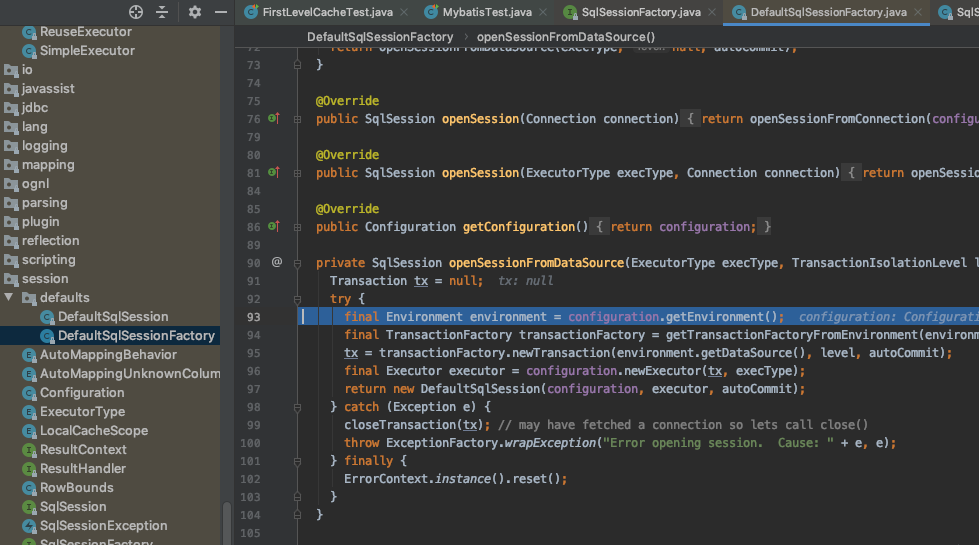 FirstLevelCacheTest.java
MybatisTest.java
SqlSessionFactory.java
DefaultSqlSessionFactory.java
SqlS
DefaultSqlSessionFactory › openSessionFromDataSource()
ReuseExecutor
SimpleExecutor
io
javassist
jdbc
lang
logging
mapping
ognl
parsing
plugin
reflection
scripting
session
defaults
DefaultSqlSession
DefaultSqlSessionFactory
AutoMappingBehavior
AutoMappingUnknownColum
Configuration
ExecutorType
LocalCacheScope
ResultContext
ResultHandler
RowBounds
SqlSession
SqlSessionException
SqlSessionFactory
72 return openSessionFromDataSource(execType, level null, autoCommit);
73 }
74
75 @Override
76 public SqlSession openSession(Connection connection) { return openSessionFromConnection(configu
79
80 @Override
81 public SqlSession openSession(ExecutorType execType, Connection connection) { return openSessio
84
85 @Override
86 public Configuration getConfiguration() { return configuration; }
89
90 @ private SqlSession openSessionFromDataSource(ExecutorType execType, TransactionIsolationLevel l
91 Transaction tx = null; tx: null
92 try {
93 final Environment environment = configuration.getEnvironment(); configuration: Configurati
94 final TransactionFactory transactionFactory = getTransactionFactoryFromEnvironment(environ
95 tx = transactionFactory.newTransaction(environment.getDataSource(), level, autoCommit);
96 final Executor executor = configuration.newExecutor(tx, execType);
97 return new DefaultSqlSession(configuration, executor, autoCommit);
98 } catch (Exception e) {
99 closeTransaction(tx); // may have fetched a connection so lets call close()
100 throw ExceptionFactory.wrapException("Error opening session.  Cause: " + e, e);
101 } finally {
102 ErrorContext.instance().reset();
103 }
104 }
105